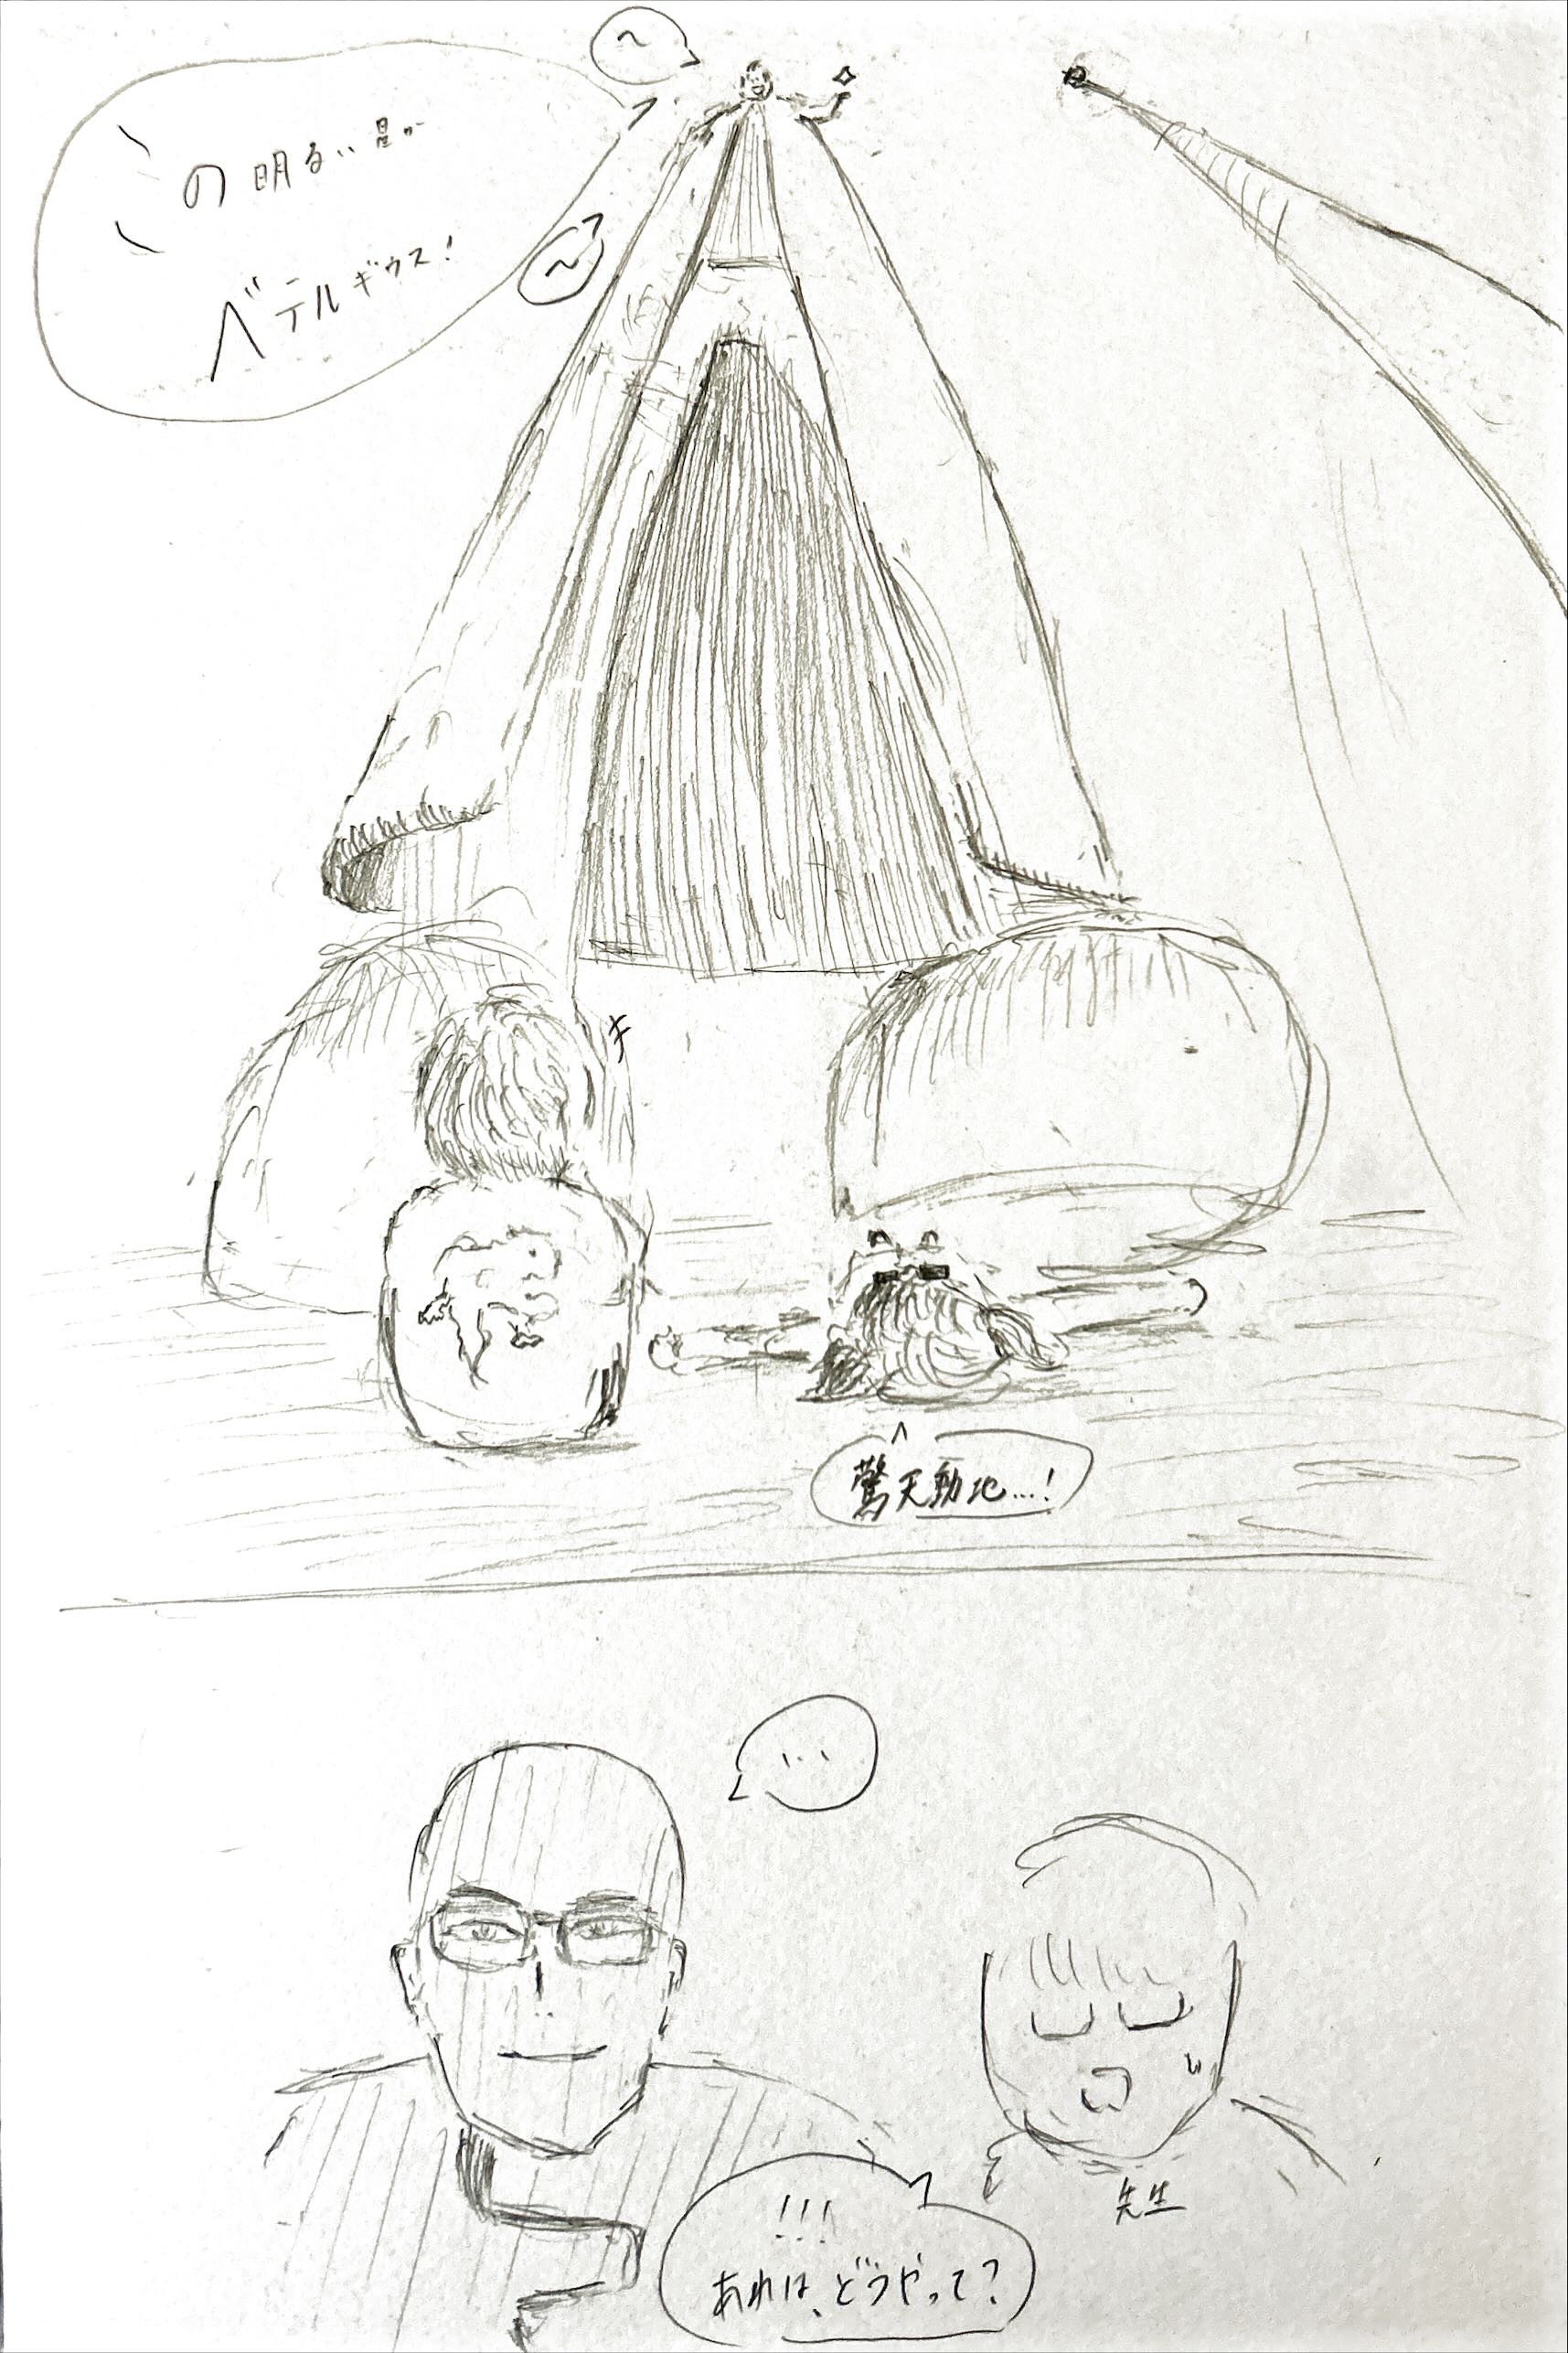 〜
この明るい星が
ベテルギウス!
〜
キ
驚天動地…!
…
!!!
あれは、どうやって?
先生